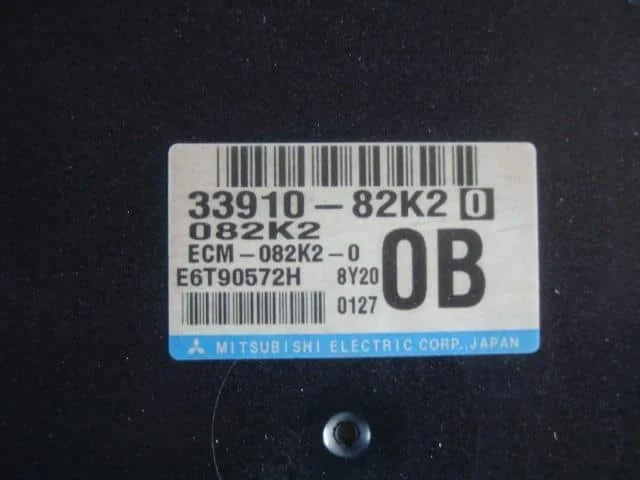 33910-82K2 0
082K2
ECM-082K2-0
E6T90572H 8Y20
0127
0B
MITSUBISHI ELECTRIC CORP.,JAPAN